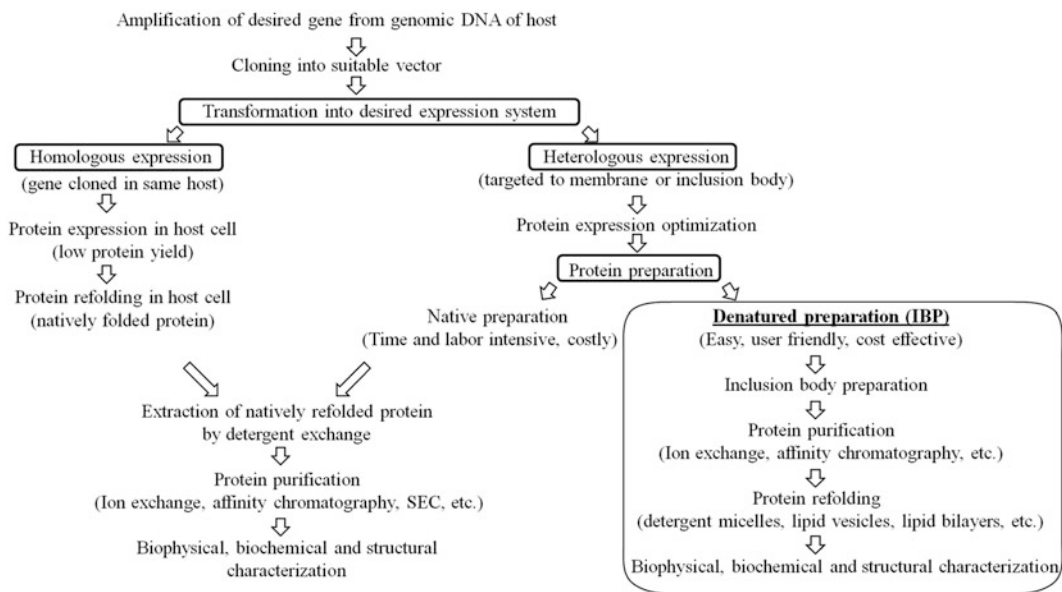 Amplification of desired gene from genomic DNA of host
Cloning into suitable vector
Transformation into desired expression system
Homologous expression
(gene cloned in same host)
Protein expression in host cell
(low protein yield)
Protein refolding in host cell
(natively folded protein)
Heterologous expression
(targeted to membrane or inclusion body)
Protein expression optimization
Protein preparation
Native preparation
(Time and labor intensive, costly)
Extraction of natively refolded protein
by detergent exchange
Protein purification
(Ion exchange, affinity chromatography, SEC, etc.)
Biophysical, biochemical and structural
characterization
Denatured preparation (IBP)
(Easy, user friendly, cost effective)
Inclusion body preparation
Protein purification
(Ion exchange, affinity chromatography, etc.)
Protein refolding
(detergent micelles, lipid vesicles, lipid bilayers, etc.)
Biophysical, biochemical and structural characterization